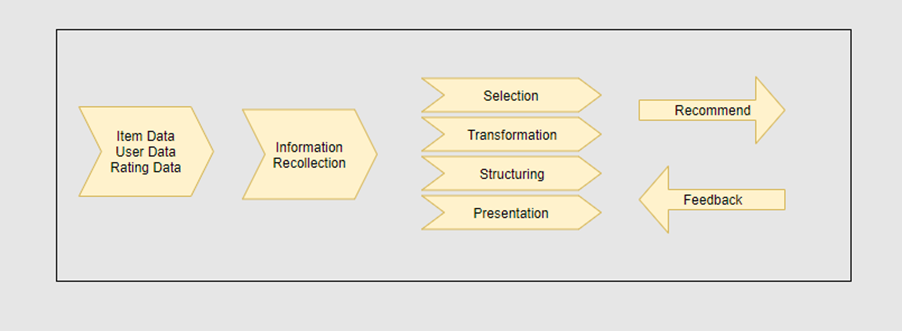 Item Data
User Data
Rating Data
Information
Recollection
Selection
Transformation
Structuring
Presentation
Recommend
Feedback